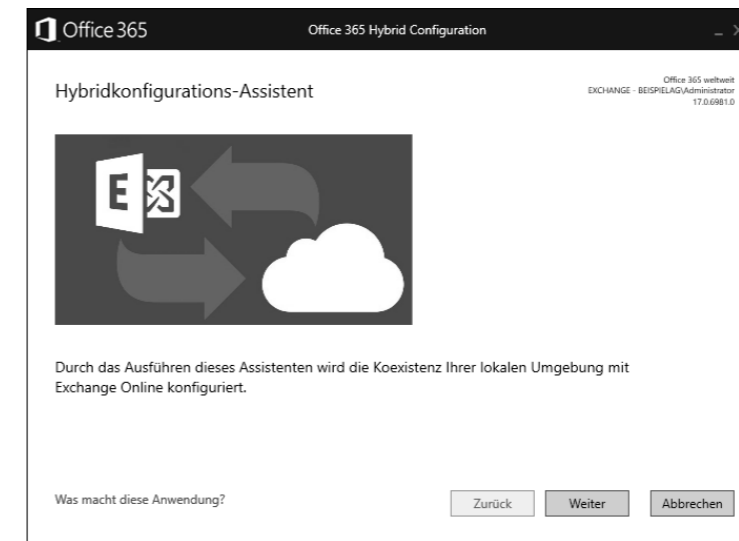 Office 365
Office 365 Hybrid Configuration
Hybridkonfigurations-Assistent
Office 365 weltweit
EXCHANGE - BEISPIELAG\Administrator
17.0.6981.0
E
Durch das Ausführen dieses Assistenten wird die Koexistenz Ihrer lokalen Umgebung mit
Exchange Online konfiguriert.
Was macht diese Anwendung?
Zurück
Weiter
Abbrechen